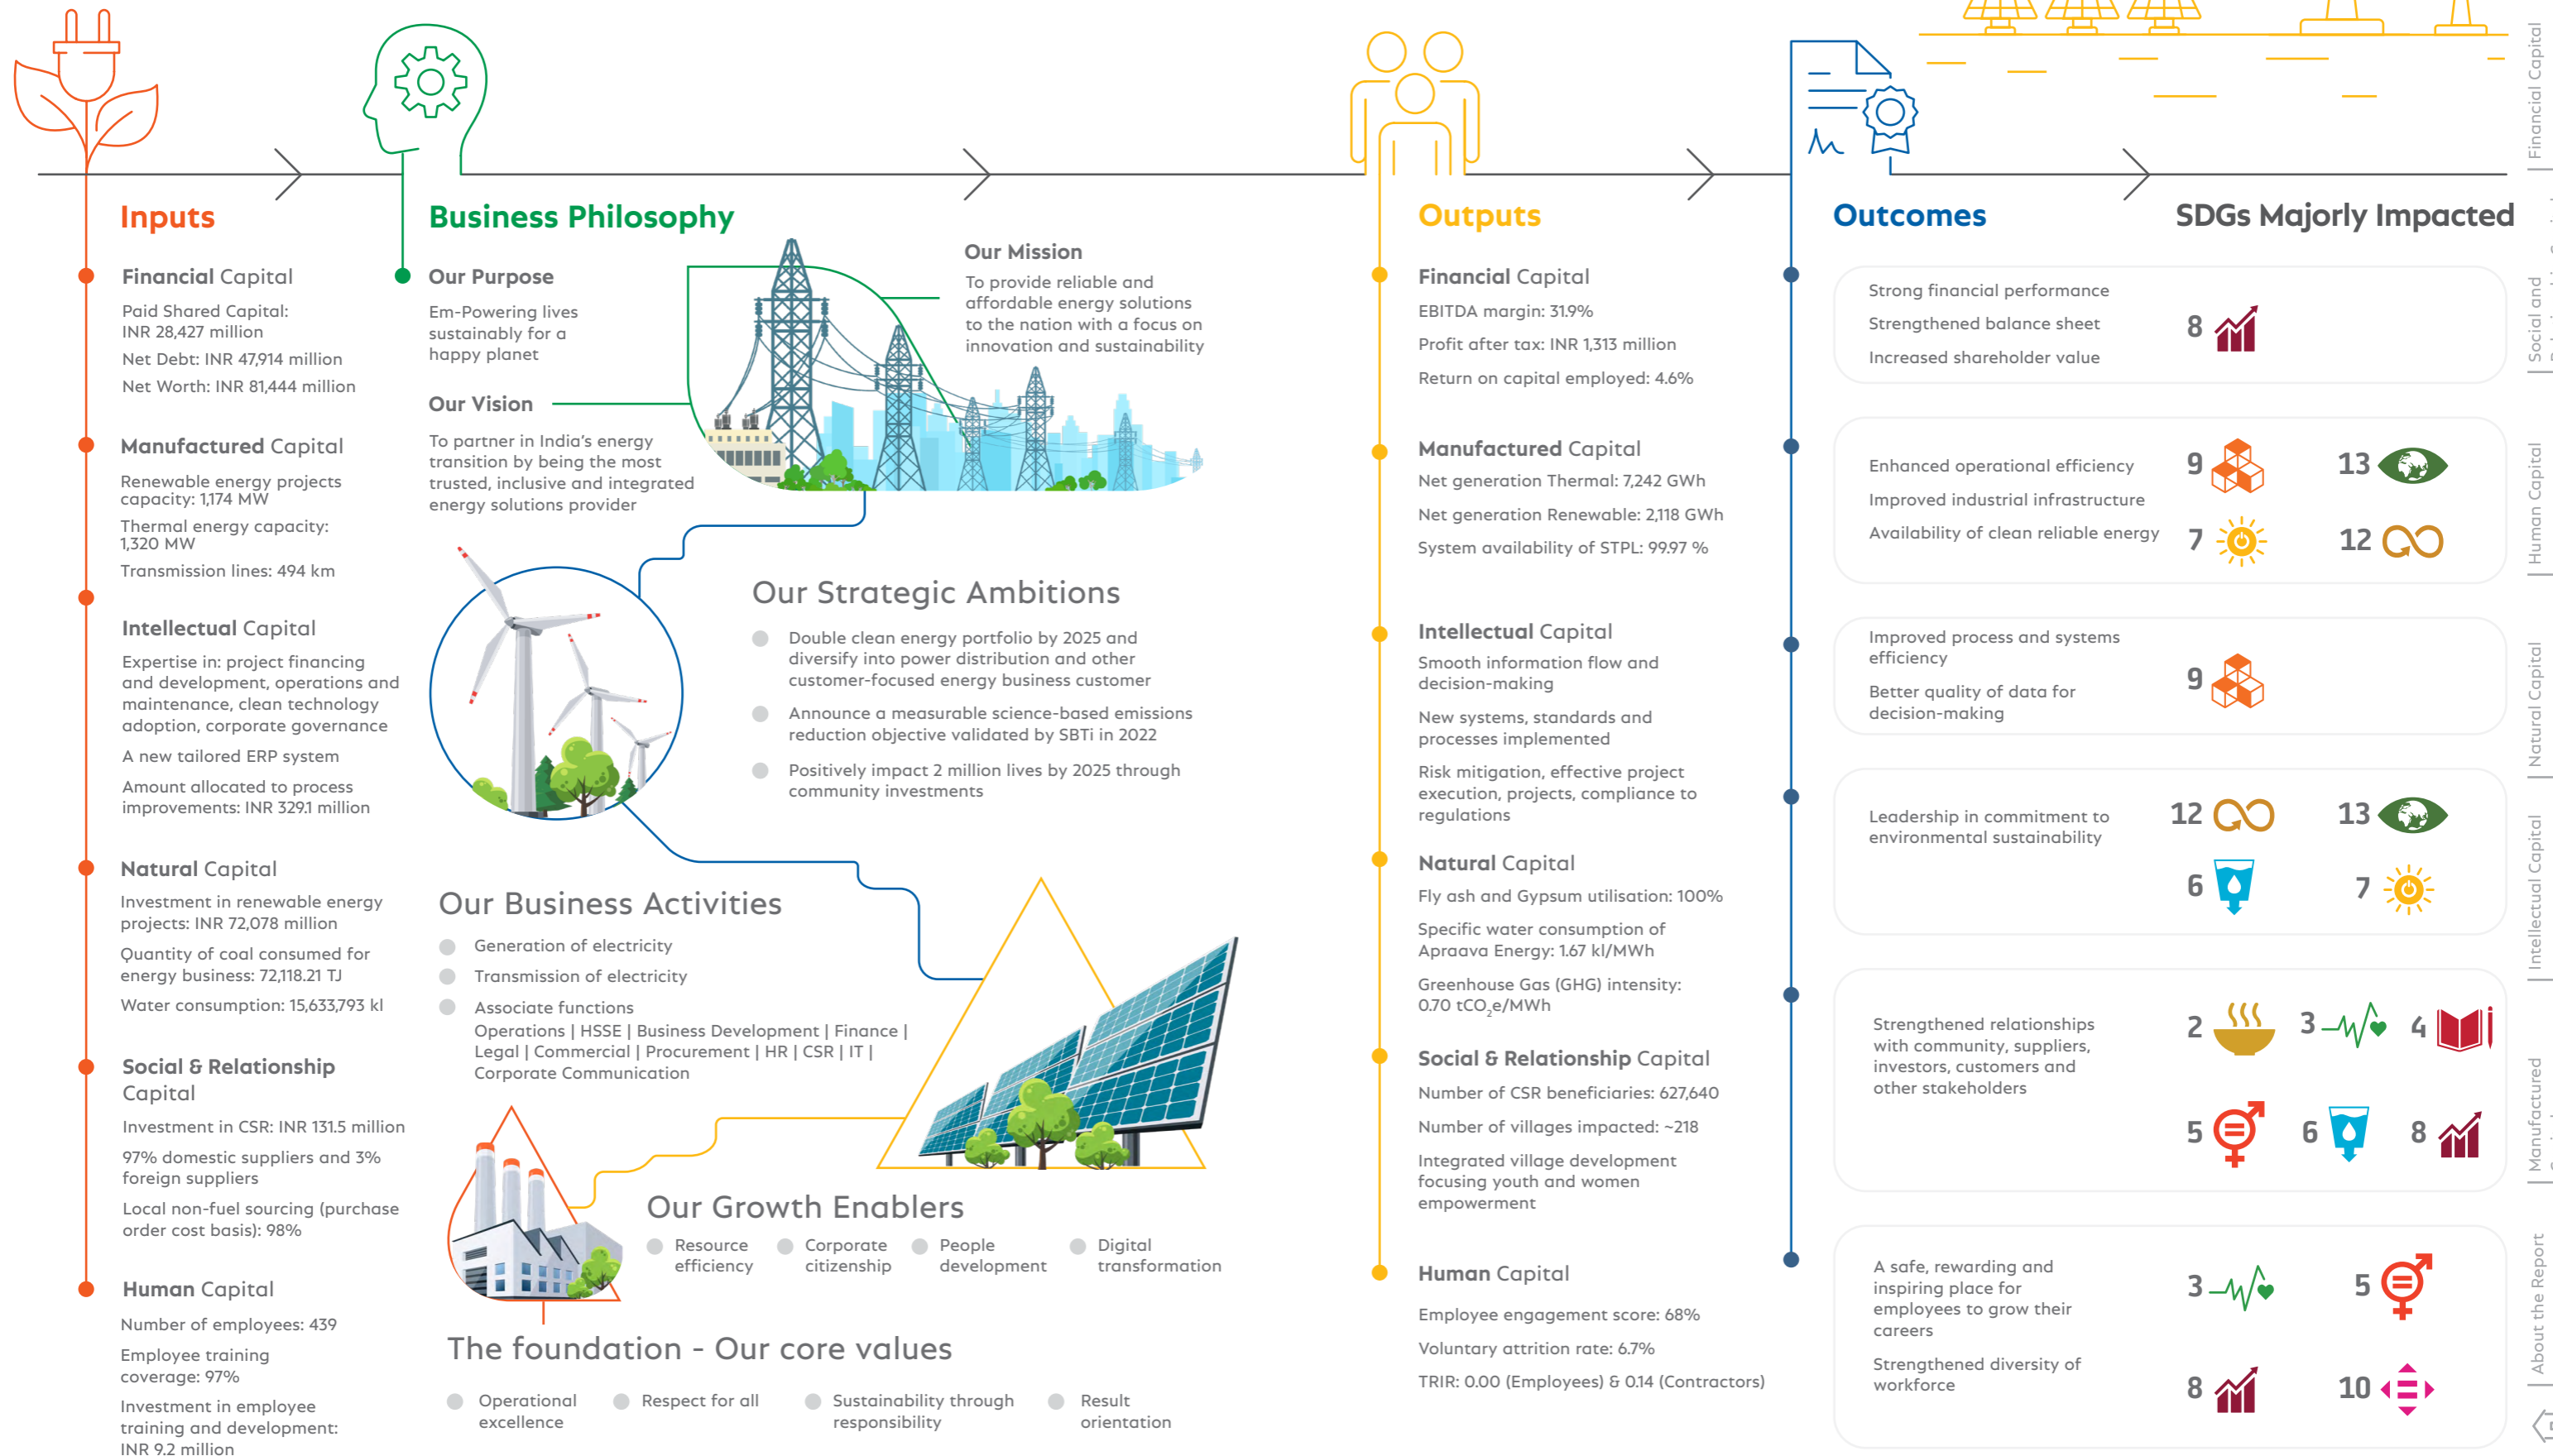 Inputs
Financial Capital
Paid Shared Capital:
INR 28,427 million
Net Debt: INR 47,914 million
Net Worth: INR 81,444 million
Manufactured Capital
Renewable energy projects
capacity: 1,174 MW
Thermal energy capacity:
1,320 MW
Transmission lines: 494 km
Intellectual Capital
Expertise in: project financing
and development, operations and
maintenance, clean technology
adoption, corporate governance
A new tailored ERP system
Amount allocated to process
improvements: INR 329.1 million
Natural Capital
Investment in renewable energy
projects: INR 72,078 million
Quantity of coal consumed for
energy business: 72,118.21 TJ
Water consumption: 15,633,793 kl
Social & Relationship
Capital
Investment in CSR: INR 131.5 million
97% domestic suppliers and 3%
foreign suppliers
Local non-fuel sourcing (purchase
order cost basis): 98%
Human Capital
Number of employees: 439
Employee training
coverage: 97%
Investment in employee
training and development:
INR 9.2 million
Business Philosophy
Our Purpose
Em-Powering lives
sustainably for a
happy planet
Our Vision
To partner in India's energy
transition by being the most
trusted, inclusive and integrated
energy solutions provider
Our Mission
To provide reliable and
affordable energy solutions
to the nation with a focus on
innovation and sustainability
Our Strategic Ambitions
Double clean energy portfolio by 2025 and
diversify into power distribution and other
customer-focused energy business customer
Announce a measurable science-based emissions
reduction objective validated by SBTi in 2022
Positively impact 2 million lives by 2025 through
community investments
Our Business Activities
Generation of electricity
Transmission of electricity
Associate functions
Operations | HSSE | Business Development | Finance |
Legal | Commercial | Procurement | HR | CSR | IT |
Corporate Communication
Our Growth Enablers
Resource
efficiency
Corporate
citizenship
People
development
Digital
transformation
The foundation - Our core values
Operational
excellence
Respect for all
Sustainability through
responsibility
Result
orientation
Outputs
Financial Capital
EBITDA margin: 31.9%
Profit after tax: INR 1,313 million
Return on capital employed: 4.6%
Manufactured Capital
Net generation Thermal: 7,242 GWh
Net generation Renewable: 2,118 GWh
System availability of STPL: 99.97 %
Intellectual Capital
Smooth information flow and
decision-making
New systems, standards and
processes implemented
Risk mitigation, effective project
execution, projects, compliance to
regulations
Natural Capital
Fly ash and Gypsum utilisation: 100%
Specific water consumption of
Apraava Energy: 1.67 kl/MWh
Greenhouse Gas (GHG) intensity:
0.70 tCO₂e/MWh
Social & Relationship Capital
Number of CSR beneficiaries: 627,640
Number of villages impacted: ~218
Integrated village development
focusing youth and women
empowerment
Human Capital
Employee engagement score: 68%
Voluntary attrition rate: 6.7%
TRIR: 0.00 (Employees) & 0.14 (Contractors)
Outcomes
SDGs Majorly Impacted
Strong financial performance
Strengthened balance sheet
Increased shareholder value
8
Enhanced operational efficiency
Improved industrial infrastructure
Availability of clean reliable energy
9
13
7
12
Improved process and systems
efficiency
Better quality of data for
decision-making
9
Leadership in commitment to
environmental sustainability
12
13
6
7
Strengthened relationships
with community, suppliers,
investors, customers and
other stakeholders
2
3
4
5
6
8
A safe, rewarding and
inspiring place for
employees to grow their
careers
Strengthened diversity of
workforce
3
5
8
10
Financial Capital
Social and
Human Capital
Natural Capital
Intellectual Capital
Manufactured
About the Report